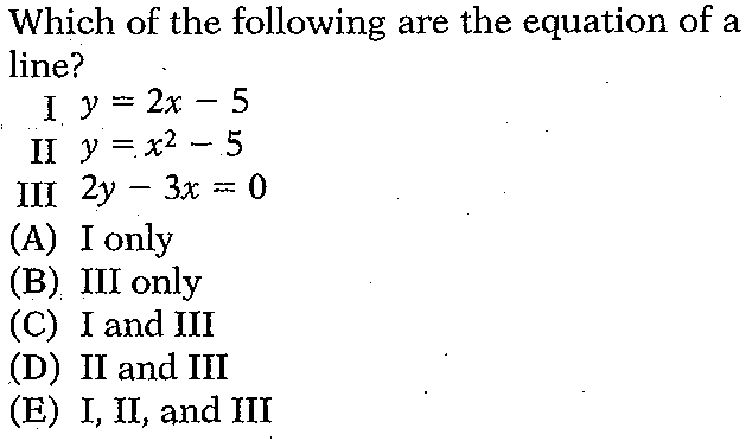 Which of the following are the equation of a
line?
I y = 2x − 5
II y = x² − 5
III 2y − 3x = 0
(A) I only
(B) III only
(C) I and III
(D) II and III
(E) I, II, and III